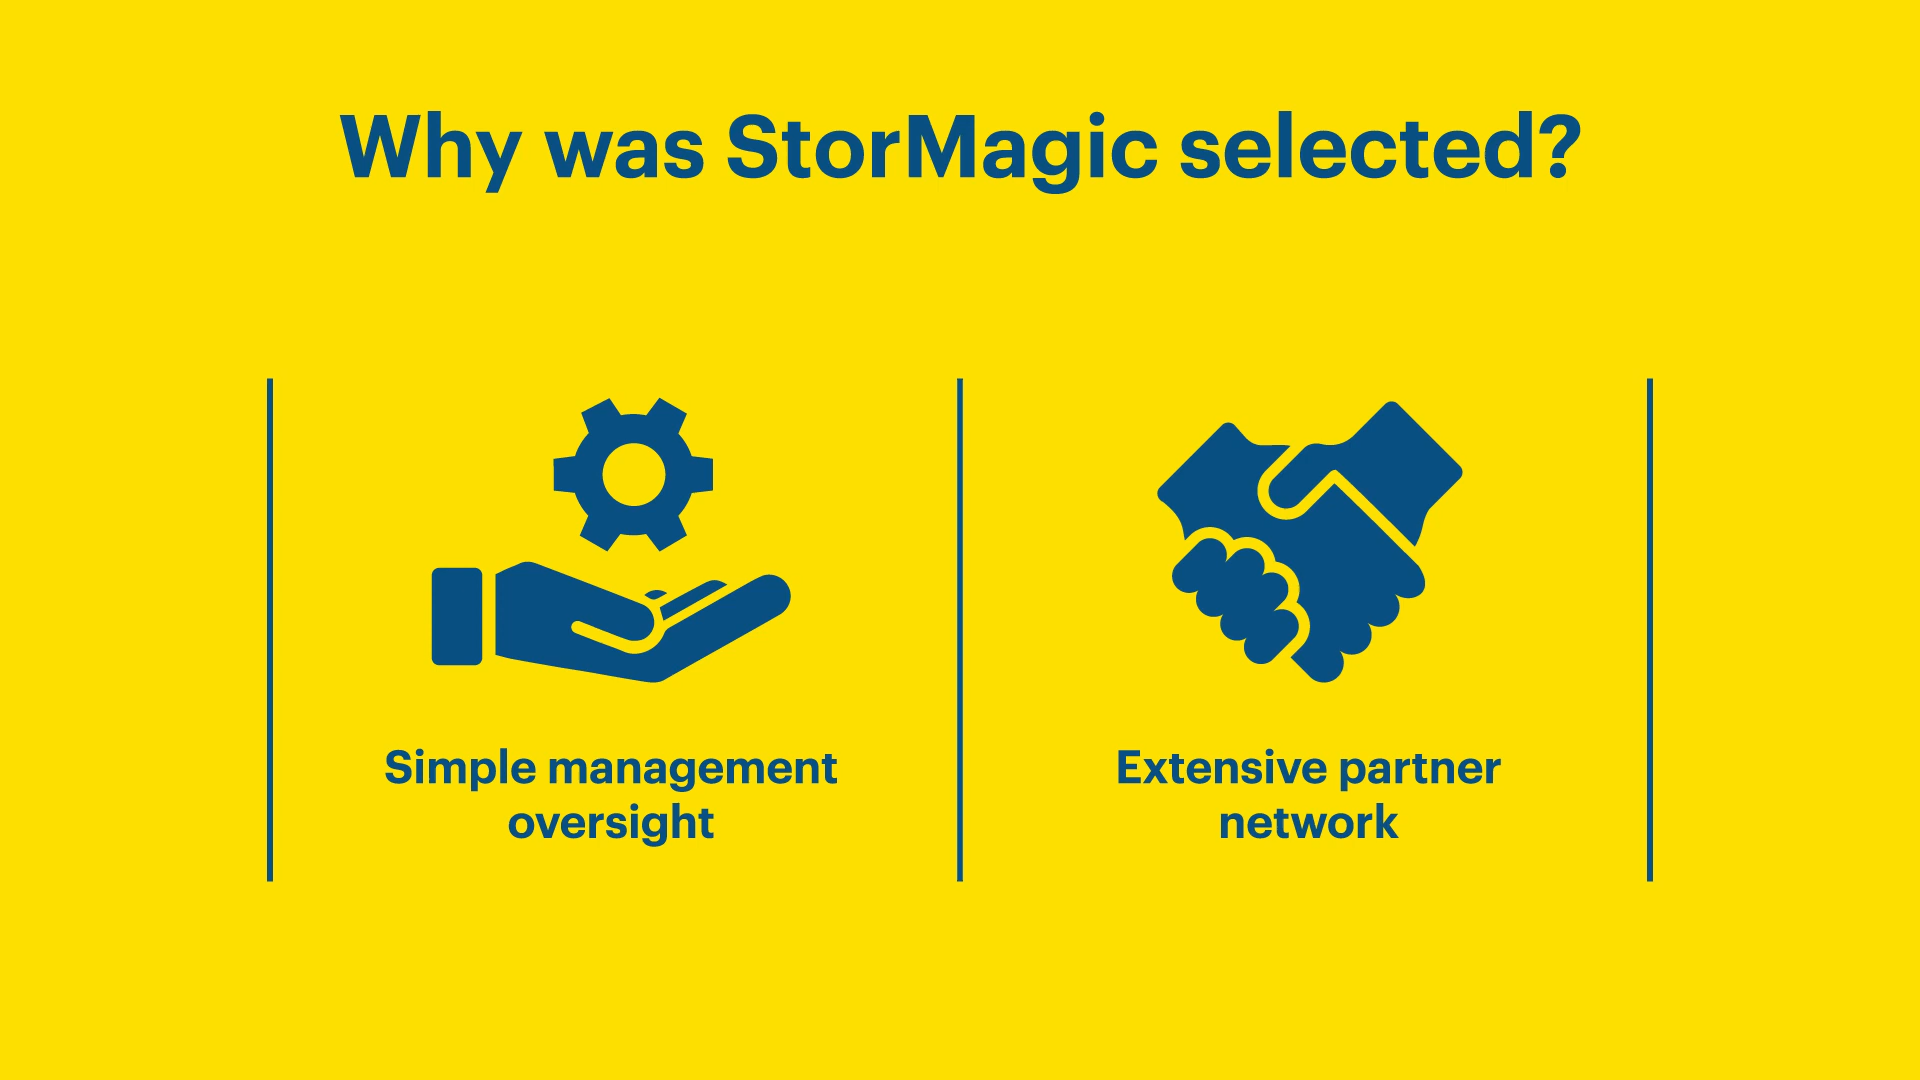 Why was StorMagic selected?
Simple management
oversight
Extensive partner
network